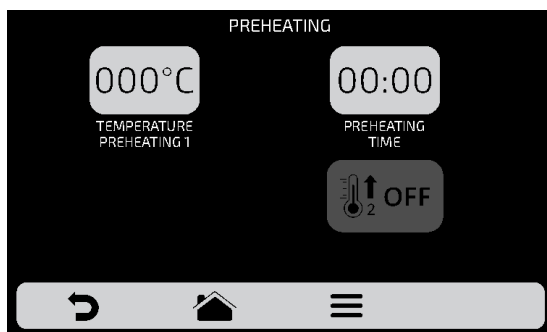 PREHEATING
000°C
00:00
TEMPERATURE
PREHEATING 1
PREHEATING
TIME
2 OFF